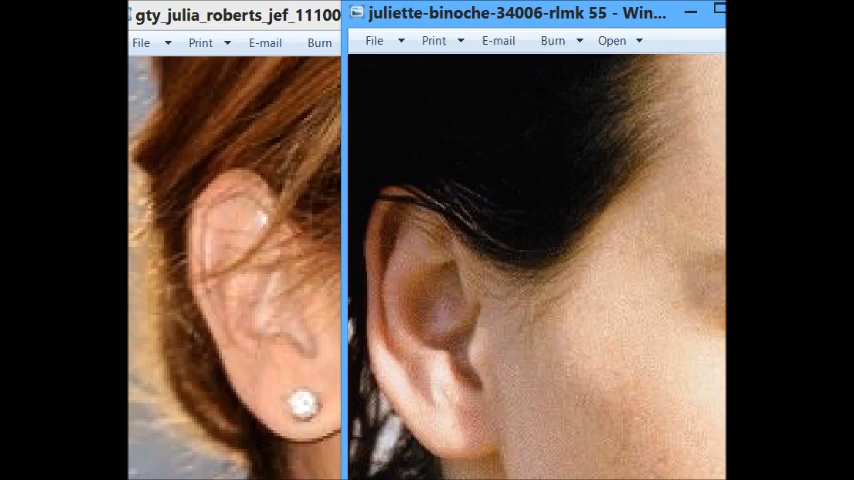 gty_julia_roberts_jef_11100
juliette-binoche-34006-rlmk 55 - Win...
File Print E-mail Burn
File Print E-mail Burn Open